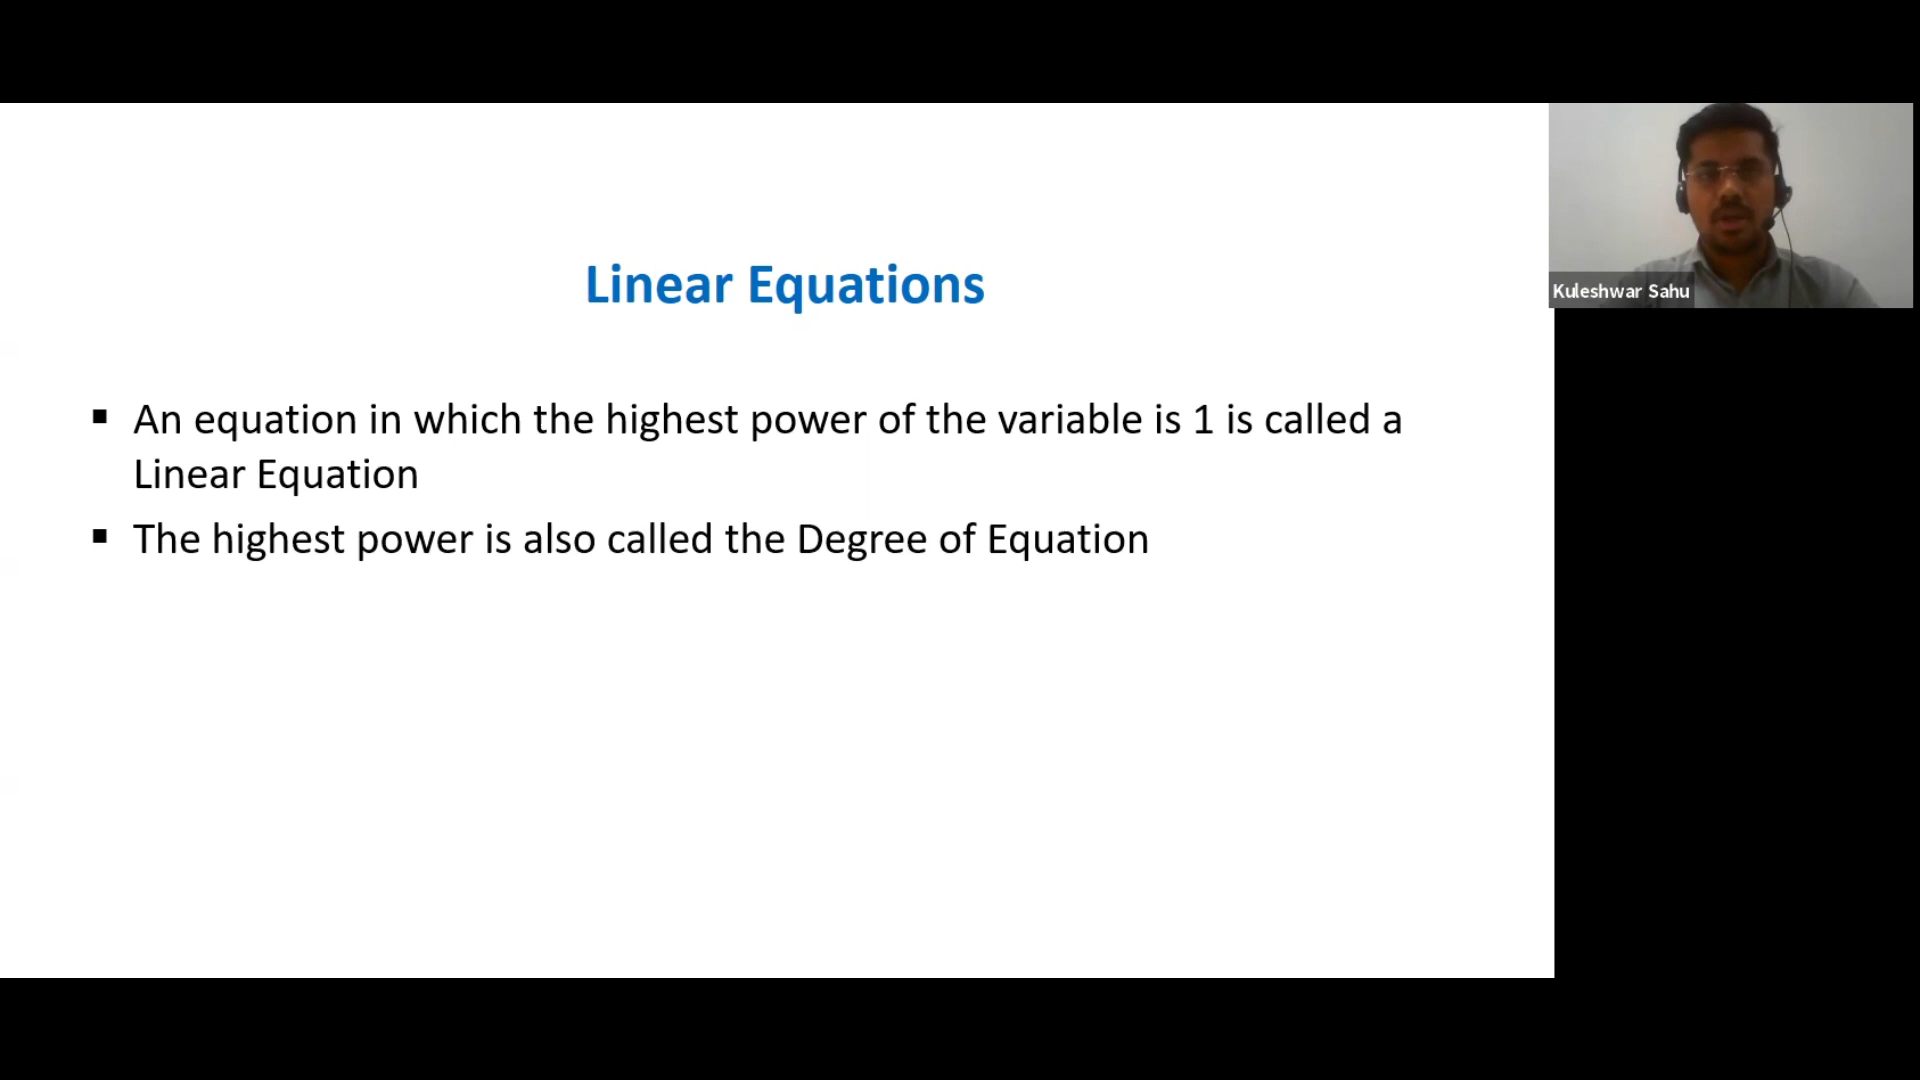 Linear Equations
▪ An equation in which the highest power of the variable is 1 is called a
Linear Equation
▪ The highest power is also called the Degree of Equation
Kuleshwar Sahu